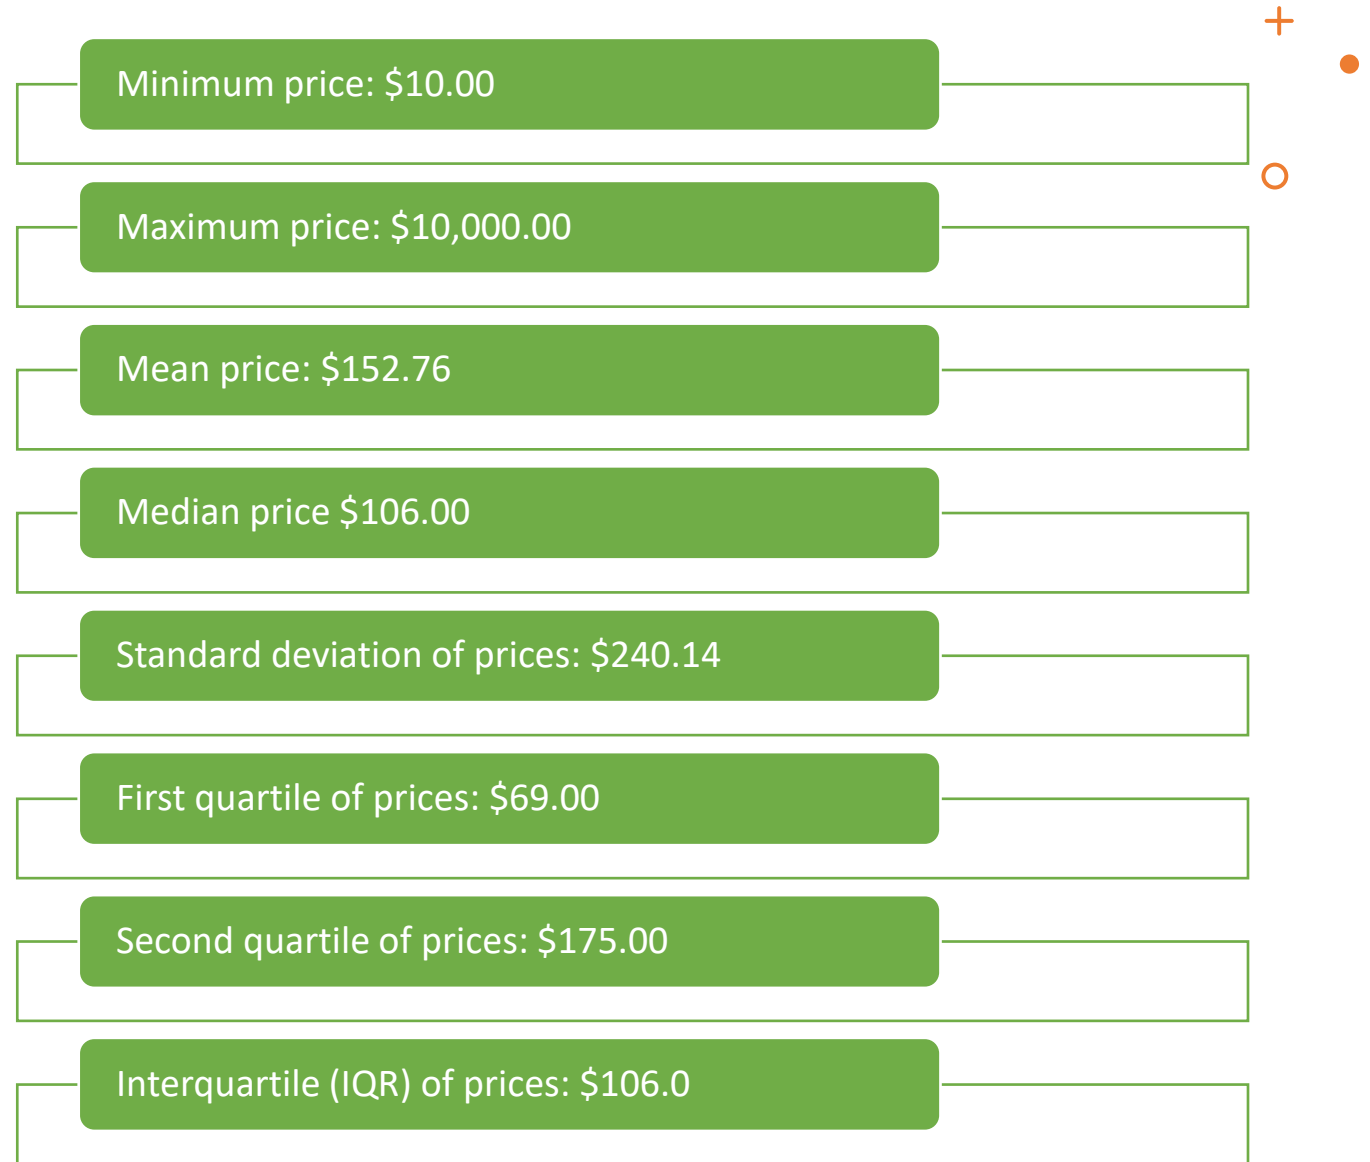 Minimum price: $10.00
Maximum price: $10,000.00
Mean price: $152.76
Median price $106.00
Standard deviation of prices: $240.14
First quartile of prices: $69.00
Second quartile of prices: $175.00
Interquartile (IQR) of prices: $106.0